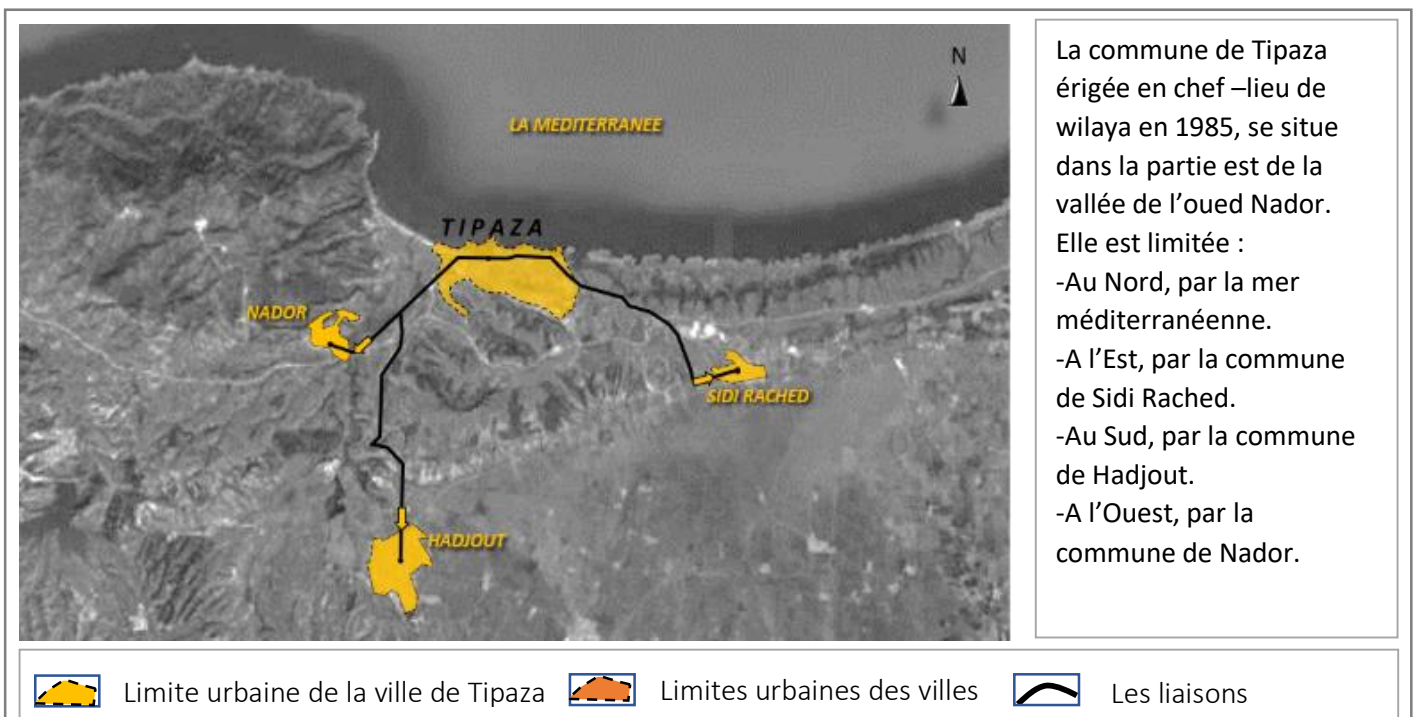 N
LA MEDITERRANEE
TIPAZA
NADOR
SIDI RACHED
HADJOUT
La commune de Tipaza
érigée en chef –lieu de
wilaya en 1985, se situe
dans la partie est de la
vallée de l'oued Nador.
Elle est limitée :
-Au Nord, par la mer
méditerranéenne.
-A l'Est, par la commune
de Sidi Rached.
-Au Sud, par la commune
de Hadjout.
-A l'Ouest, par la
commune de Nador.
Limite urbaine de la ville de Tipaza
Limites urbaines des villes
Les liaisons